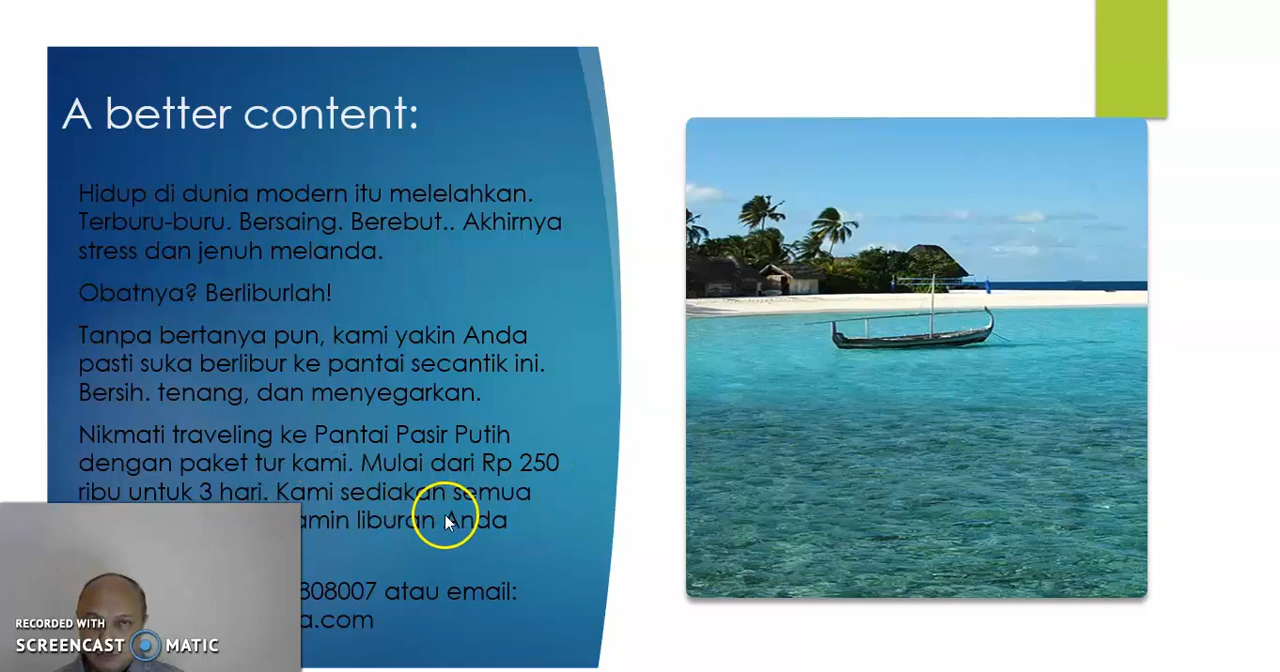 A better content:
Hidup di dunia modern itu melelahkan.
Terburu-buru. Bersaing. Berebut.. Akhirnya
stress dan jenuh melanda.
Obatnya? Berliburlah!
Tanpa bertanya pun, kami yakin Anda
pasti suka berlibur ke pantai secantik ini.
Bersih. tenang, dan menyegarkan.
Nikmati traveling ke Pantai Pasir Putih
dengan paket tur kami. Mulai dari Rp 250
ribu untuk 3 hari. Kami sediakan semua
liburan Anda
808007 atau email:
a.com
RECORDED WITH
SCREENCAST MATIC